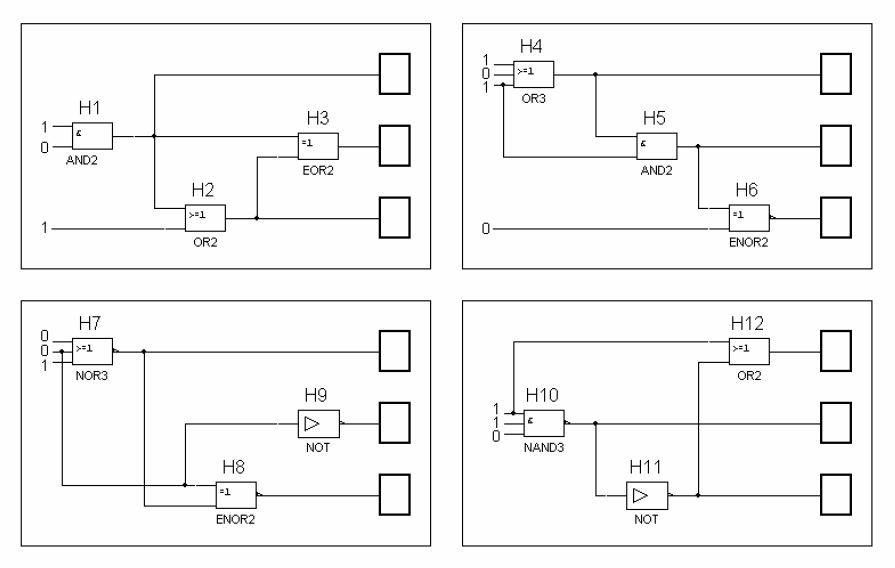 H1
1
0
&
AND2
H3
=1
EOR2
H2
>=1
1
OR2
H4
1
0
1
>=1
OR3
H5
&
AND2
H6
=1
0
ENOR2
H7
0
0
1
>=1
NOR3
H9
NOT
H8
=1
ENOR2
H12
>=1
OR2
H10
1
1
0
&
NAND3
H11
NOT